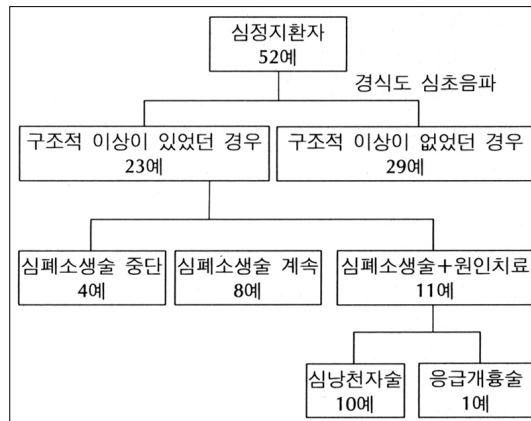 심정지환자
52예
경식도 심초음파
구조적 이상이 있었던 경우
23예
구조적 이상이 없었던 경우
29예
심폐소생술 중단
4예
심폐소생술 계속
8예
심폐소생술+원인치료
11예
심낭천자술
10예
응급개흉술
1예